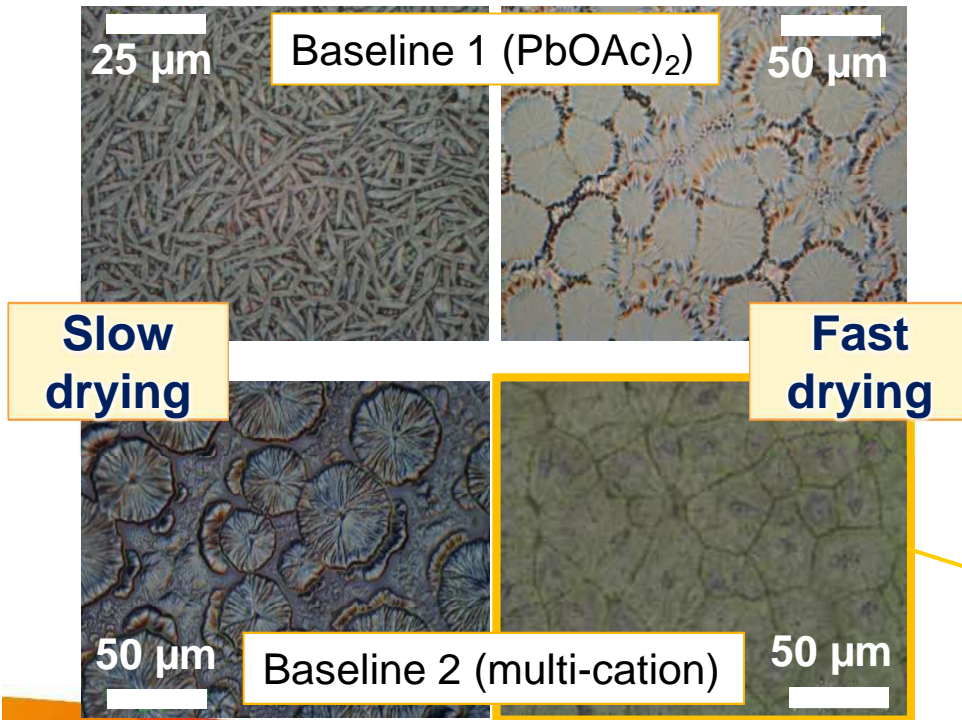 25 µm
Baseline 1 (PbOAc)₂)
50 µm
Slow
drying
Fast
drying
50 µm
Baseline 2 (multi-cation)
50 µm